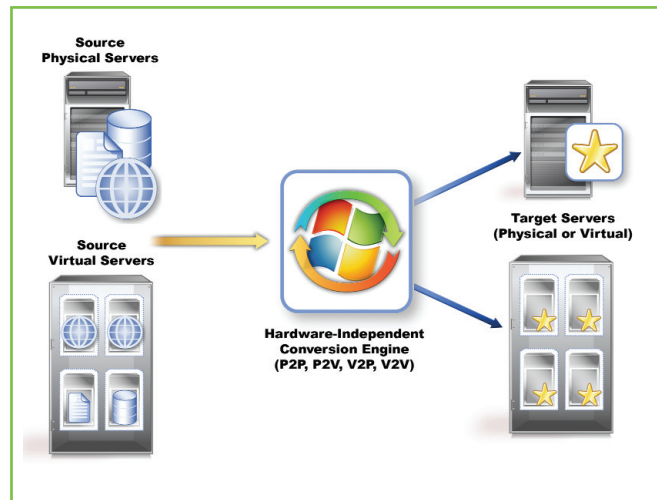 Source
Physical Servers
Source
Virtual Servers
Hardware-Independent
Conversion Engine
(P2P, P2V, V2P, V2V)
Target Servers
(Physical or Virtual)